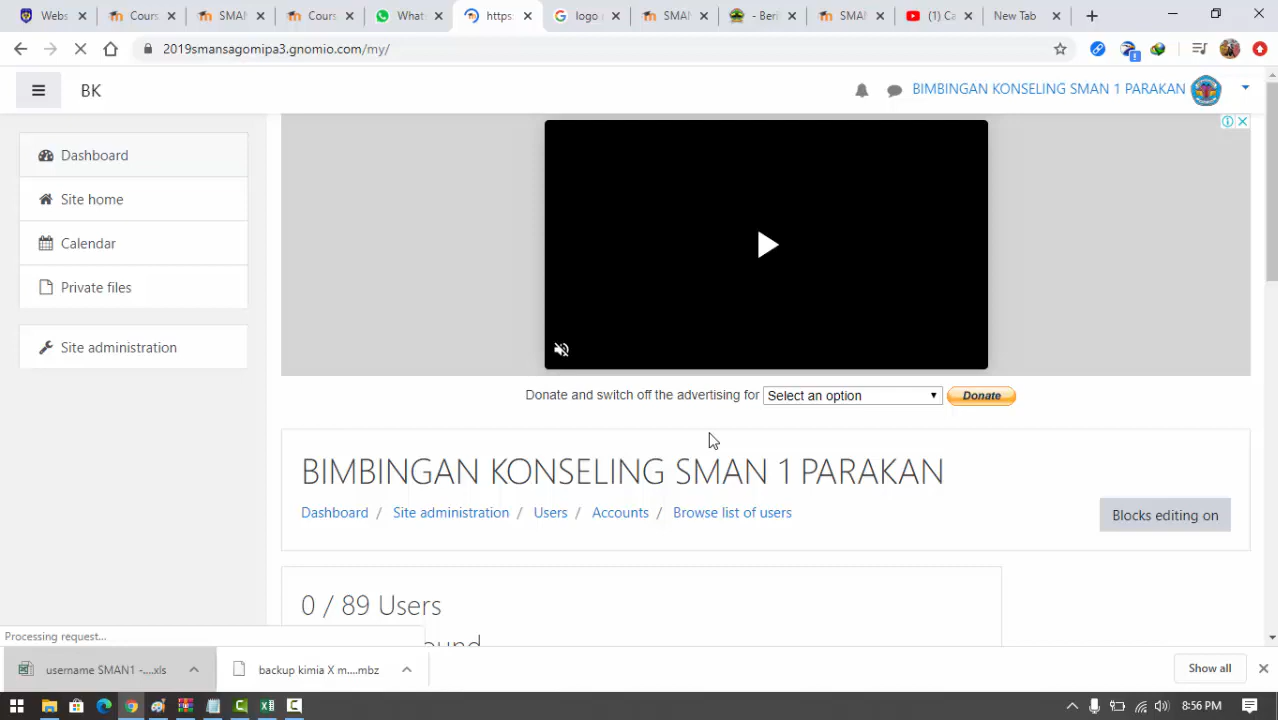 Webs
Cours
SMAN
Cours
What
https:
logo
SMAN
- Beri
SMAN
(1) Ca
New Tab
2019smansagomipa3.gnomio.com/my/
BK
BIMBINGAN KONSELING SMAN 1 PARAKAN
Dashboard
Site home
Calendar
Private files
Site administration
Donate and switch off the advertising for Select an option Donate
BIMBINGAN KONSELING SMAN 1 PARAKAN
Dashboard / Site administration / Users / Accounts / Browse list of users
Blocks editing on
0 / 89 Users
Processing request...
username SMAN1 -....xls
backup kimia X m....mbz
Show all
8:56 PM